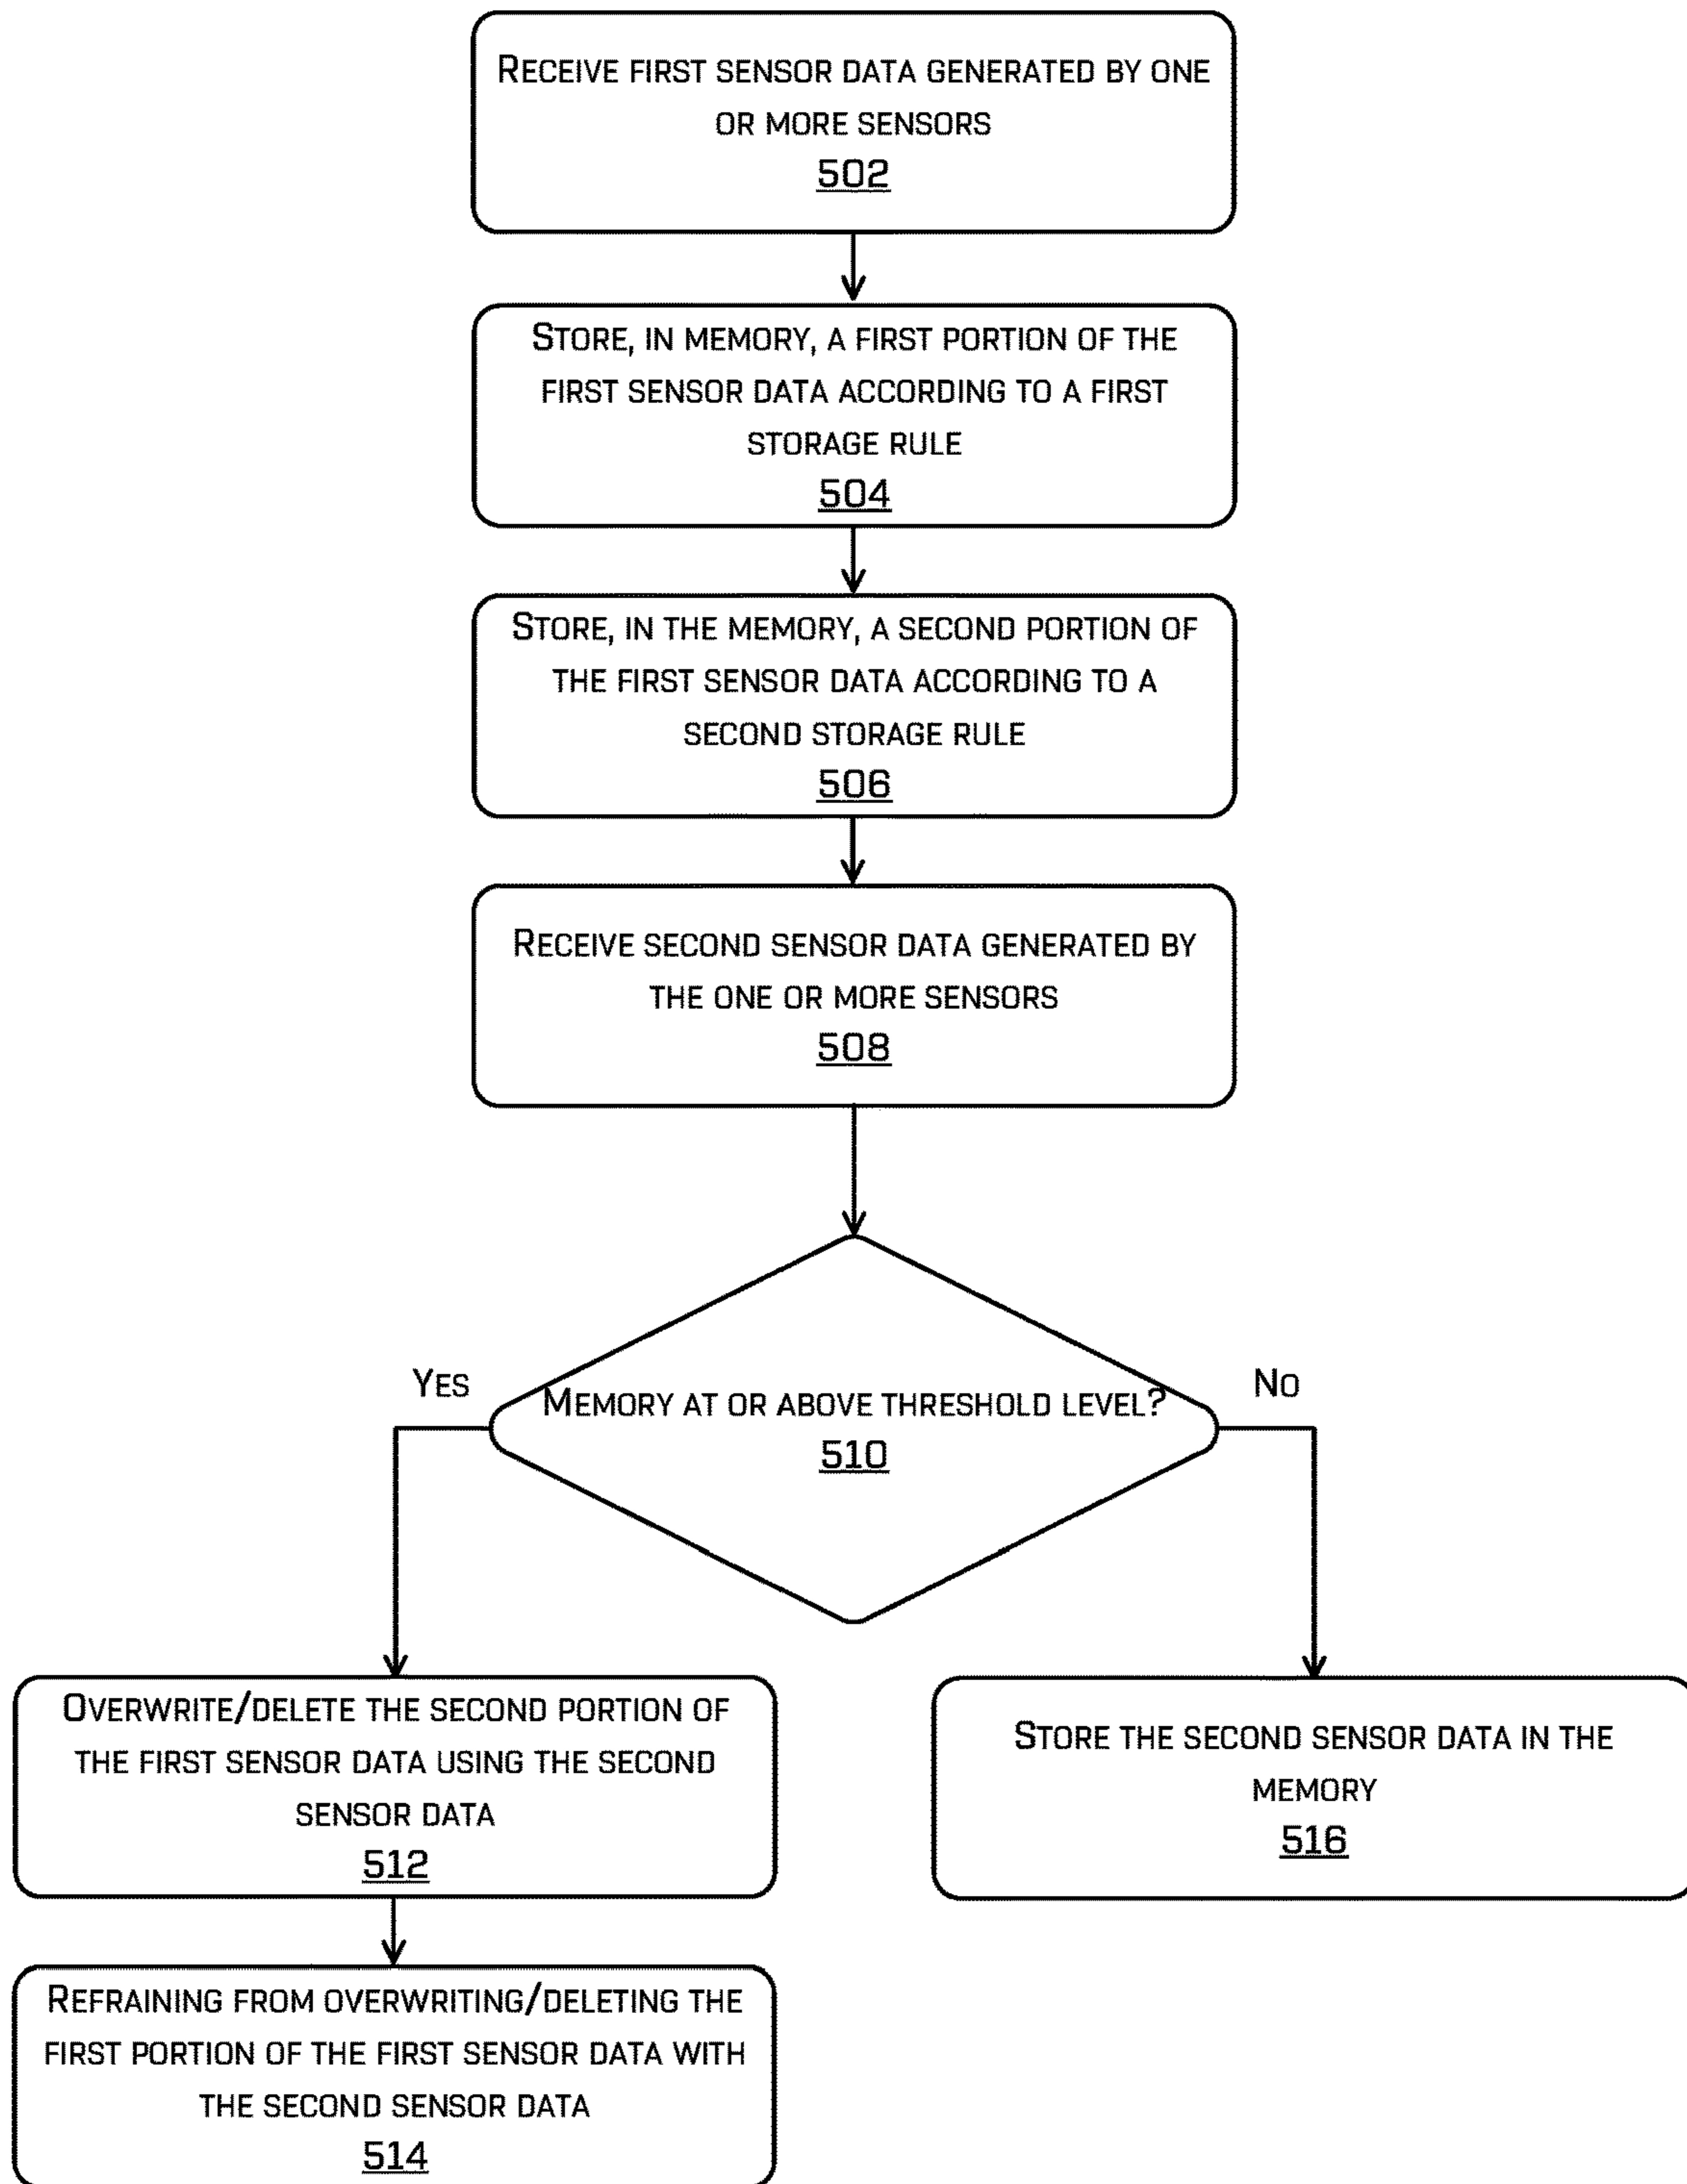 RECEIVE FIRST SENSOR DATA GENERATED BY ONE
OR MORE SENSORS
502
STORE, IN MEMORY, A FIRST PORTION OF THE
FIRST SENSOR DATA ACCORDING TO A FIRST
STORAGE RULE
504
STORE, IN THE MEMORY, A SECOND PORTION OF
THE FIRST SENSOR DATA ACCORDING TO A
SECOND STORAGE RULE
506
RECEIVE SECOND SENSOR DATA GENERATED BY
THE ONE OR MORE SENSORS
508
YES
NO
MEMORY AT OR ABOVE THRESHOLD LEVEL?
510
OVERWRITE/DELETE THE SECOND PORTION OF
THE FIRST SENSOR DATA USING THE SECOND
SENSOR DATA
512
STORE THE SECOND SENSOR DATA IN THE
MEMORY
516
REFRAINING FROM OVERWRITING/DELETING THE
FIRST PORTION OF THE FIRST SENSOR DATA WITH
THE SECOND SENSOR DATA
514